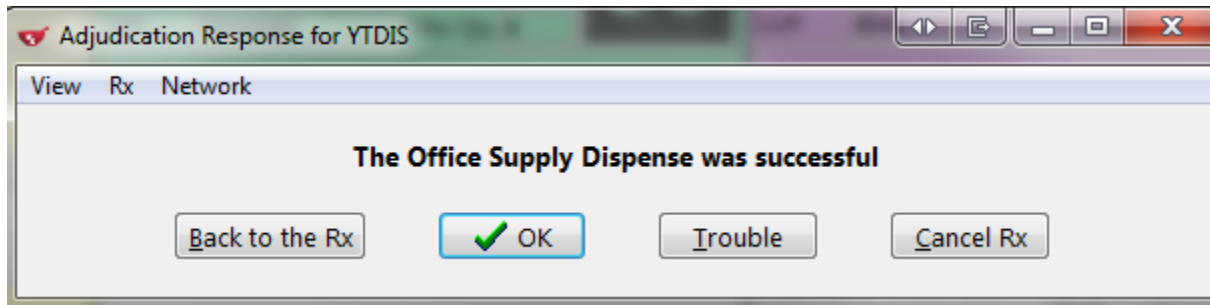 Adjudication Response for YTDIS
View Rx Network
The Office Supply Dispense was successful
Back to the Rx OK Trouble Cancel Rx